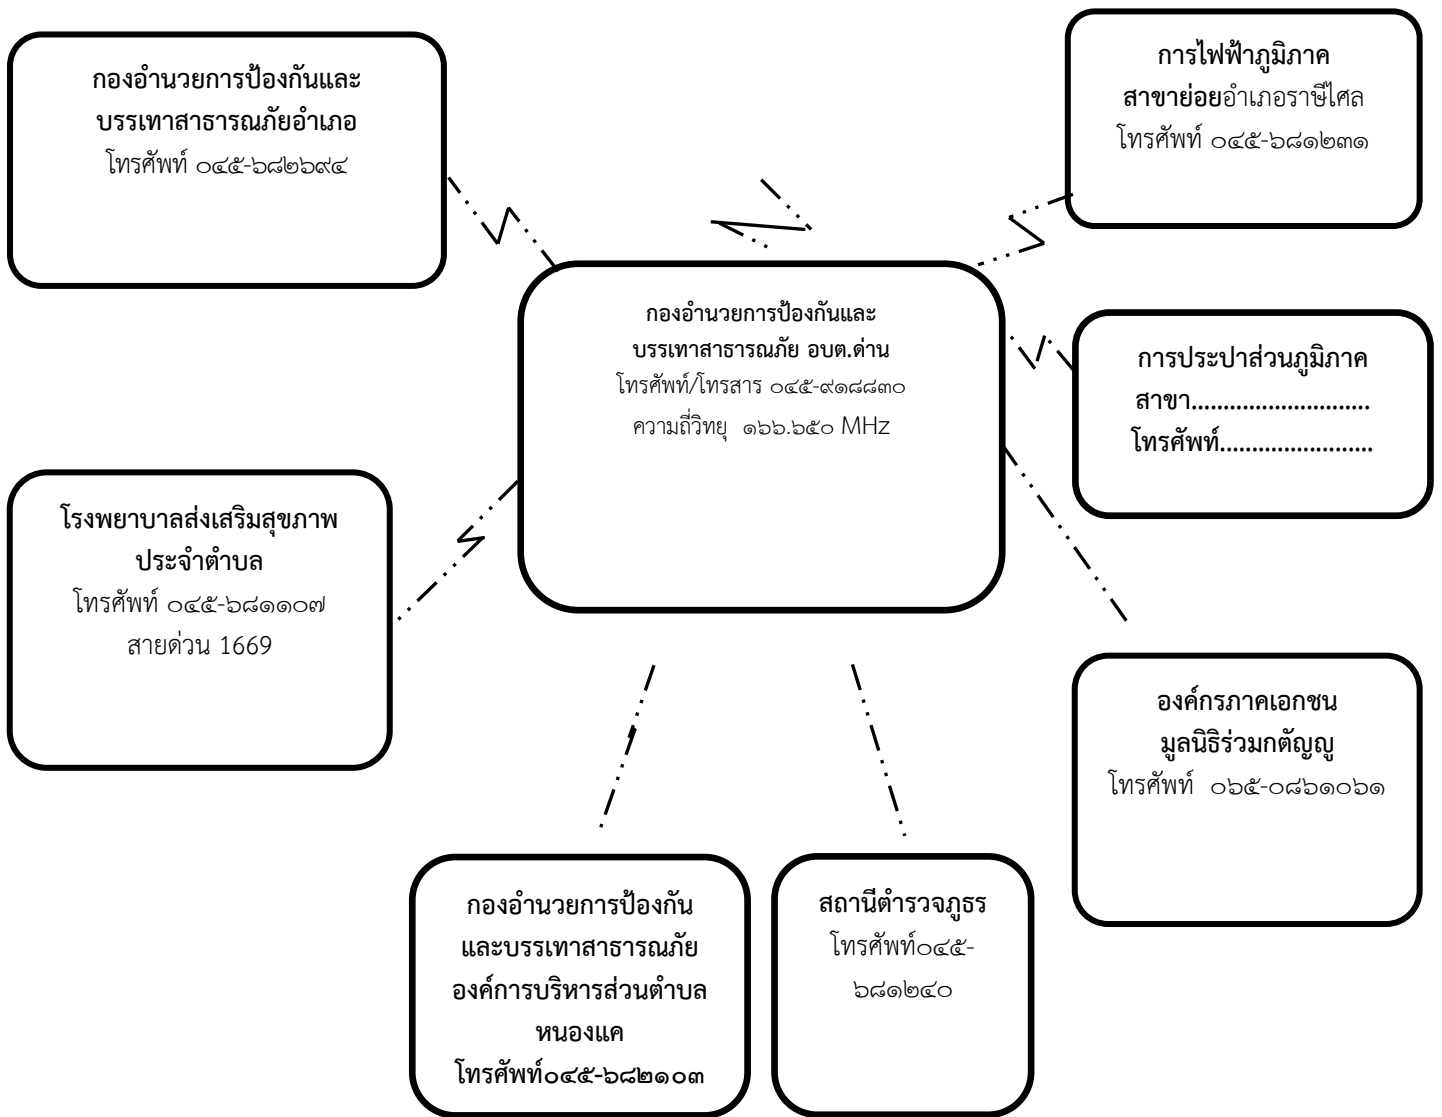 กองอำนวยการป้องกันและ
บรรเทาสาธารณภัยอำเภอ
โทรศัพท์ ๐๔๕-๖๘๒๖๙๔
การไฟฟ้าภูมิภาค
สาขาย่อยอำเภอราษีไศล
โทรศัพท์ ๐๔๕-๖๘๑๒๓๑
กองอำนวยการป้องกันและ
บรรเทาสาธารณภัย อบต.ด่าน
โทรศัพท์/โทรสาร ๐๔๕-๙๑๘๘๓๐
ความถี่วิทยุ ๑๖๖.๖๕๐ MHz
การประปาส่วนภูมิภาค
สาขา............................
โทรศัพท์........................
โรงพยาบาลส่งเสริมสุขภาพ
ประจำตำบล
โทรศัพท์ ๐๔๕-๖๘๑๑๐๗
สายด่วน 1669
องค์กรภาคเอกชน
มูลนิธิร่วมกตัญญู
โทรศัพท์ ๐๖๕-๐๘๖๑๐๖๑
กองอำนวยการป้องกัน
และบรรเทาสาธารณภัย
องค์การบริหารส่วนตำบล
หนองแค
โทรศัพท์๐๔๕-๖๘๒๑๐๓
สถานีตำรวจภูธร
โทรศัพท์๐๔๕-
๖๘๑๒๔๐